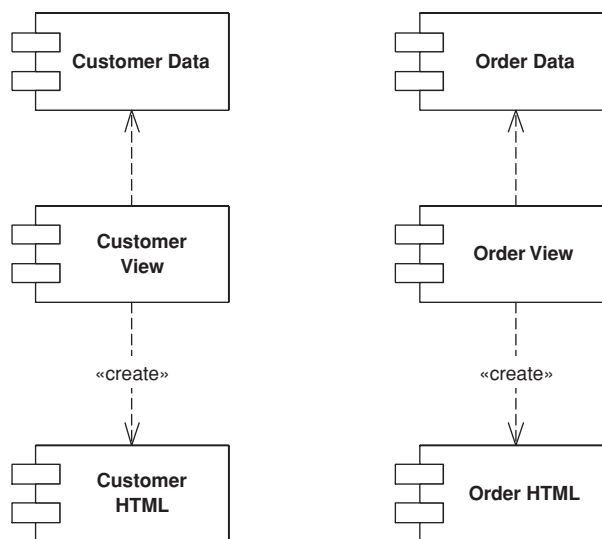 Customer Data
Order Data
Customer
View
Order View
«create»
«create»
Customer
HTML
Order HTML